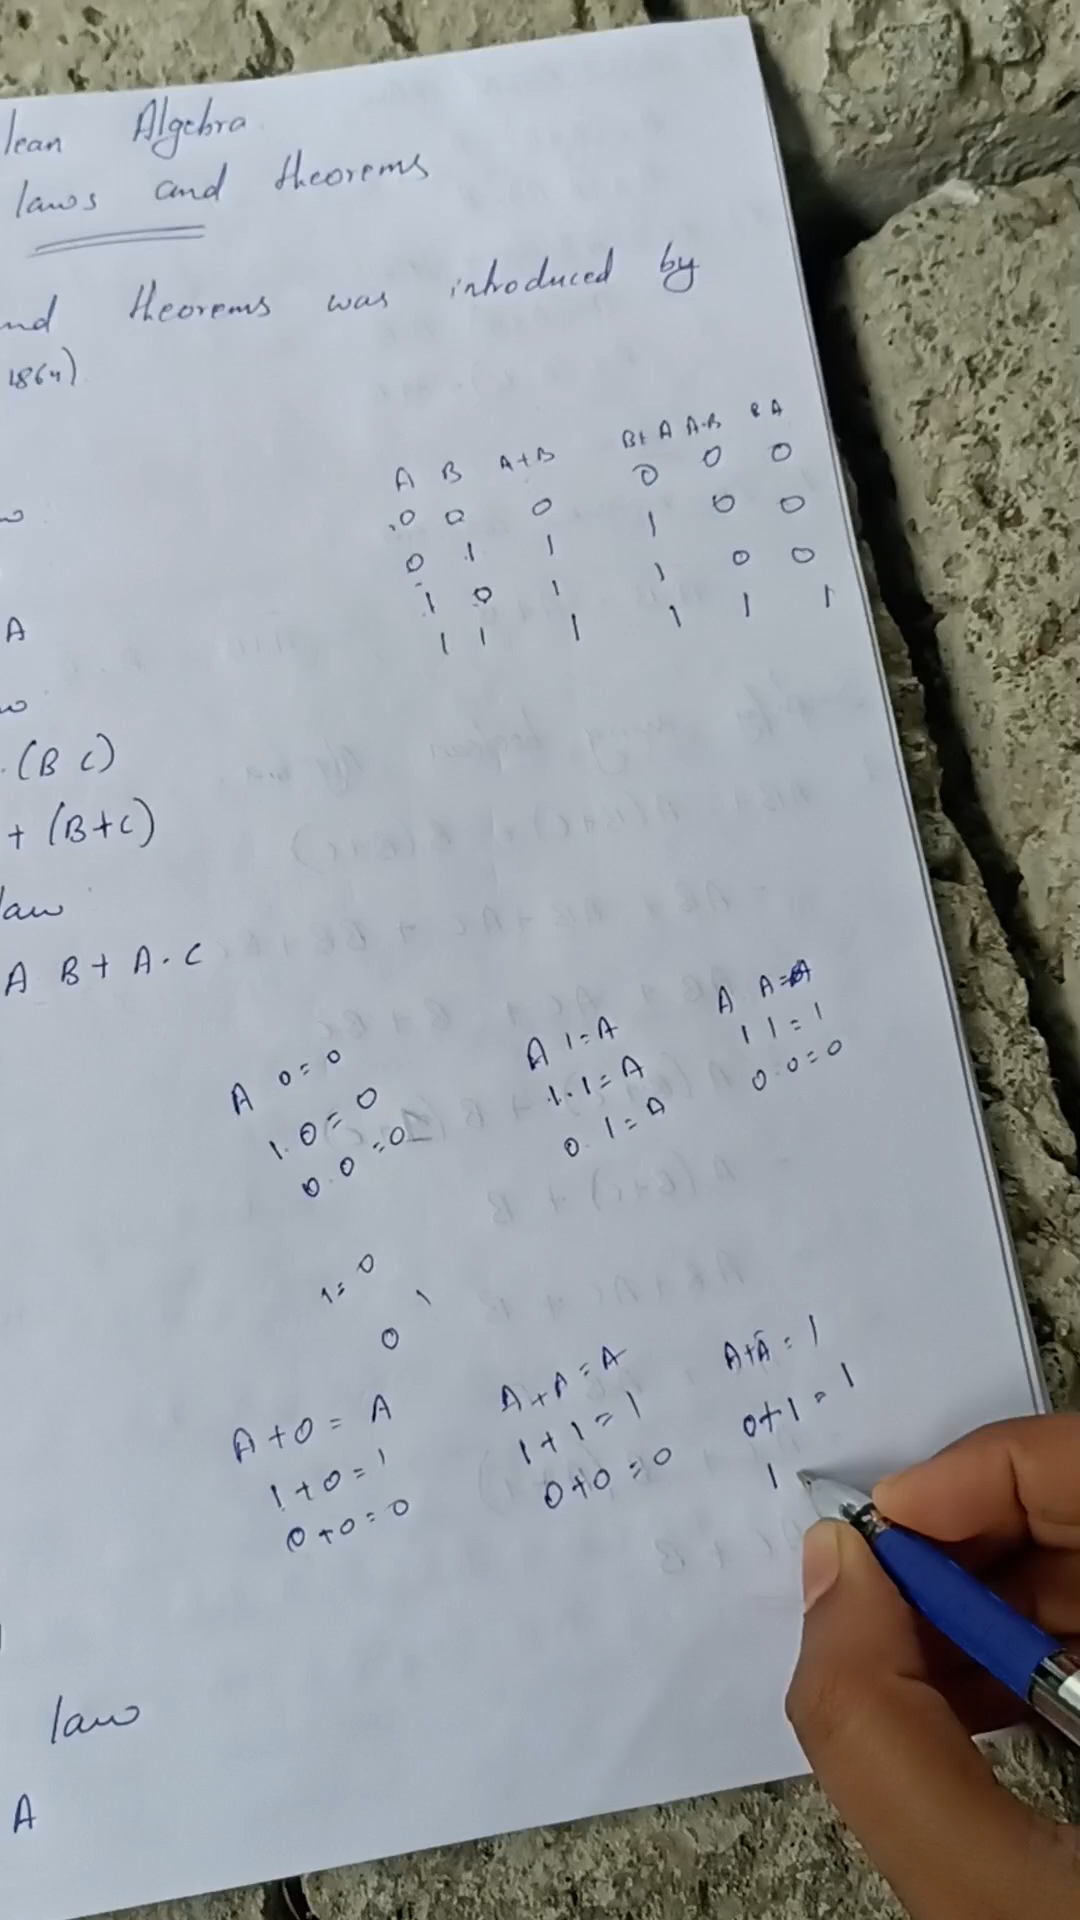 lean Algebra
laws and theorems
nd theorems was introduced by
1864)
A B A+B B+A A·B B A
0 0 0 0 0 0
0 1 1 1 0 0
1 0 1 1 0 0
1 1 1 1 1 1
A
. (B C)
+ (B+C)
law
A B + A·C
A 0 = 0
1. 0 = 0
0.0 = 0
A 1 = A
1.1 = A
0. 1 = A
A A = A
1 1 = 1
0.0 = 0
1 = 0
0
A+0 = A
1+0 = 1
0+0 = 0
A+A = A
1+1 = 1
0+0 = 0
A+Ā = 1
0+1 = 1
1
law
A